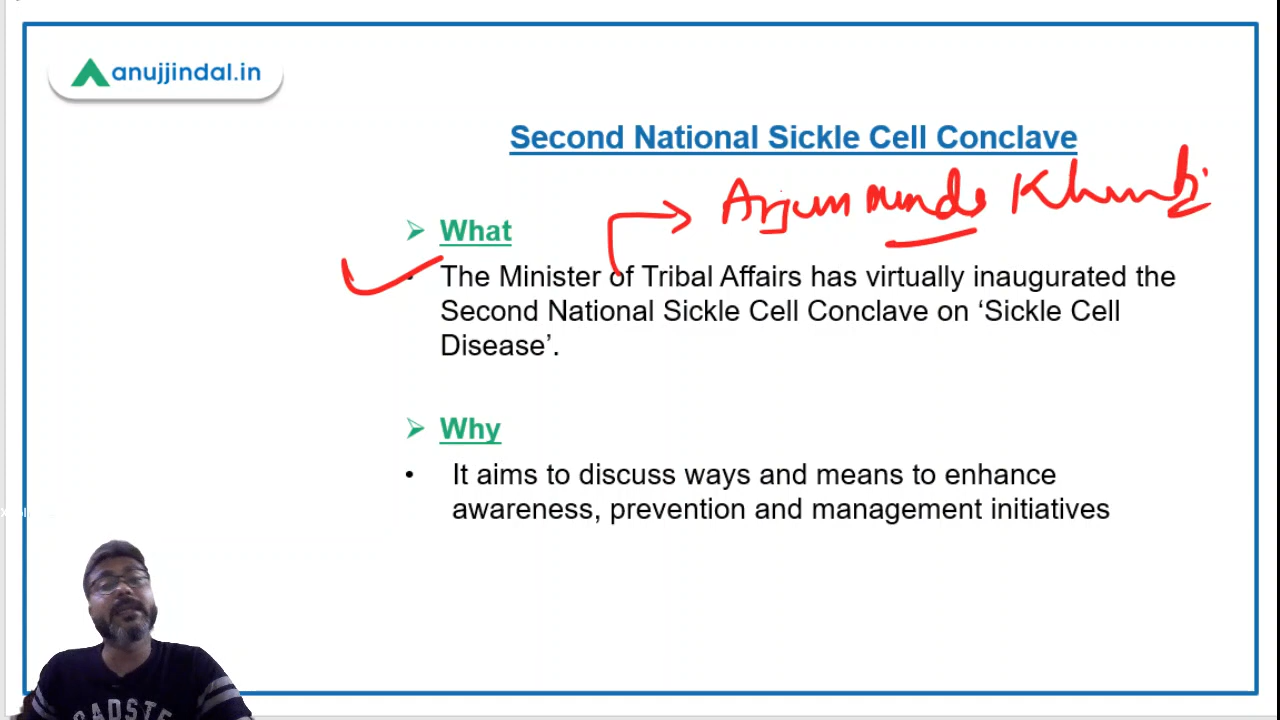 anujjindal.in
Second National Sickle Cell Conclave
Arjun Munda Khunti
➢ What
• The Minister of Tribal Affairs has virtually inaugurated the
Second National Sickle Cell Conclave on ‘Sickle Cell
Disease’.
➢ Why
• It aims to discuss ways and means to enhance
awareness, prevention and management initiatives